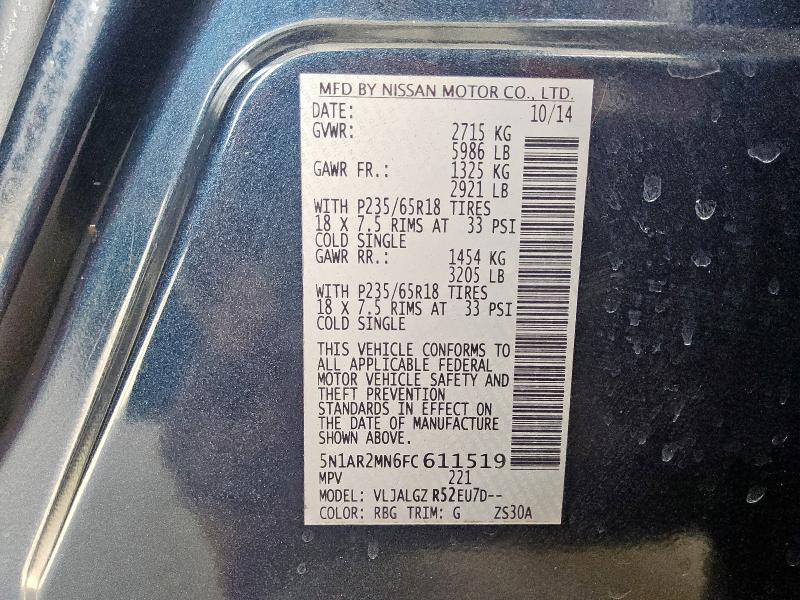 MFD BY NISSAN MOTOR CO., LTD.
DATE: 10/14
GVWR: 2715 KG
5986 LB
GAWR FR.: 1325 KG
2921 LB
WITH P235/65R18 TIRES
18 X 7.5 RIMS AT 33 PSI
COLD SINGLE
GAWR RR.: 1454 KG
3205 LB
WITH P235/65R18 TIRES
18 X 7.5 RIMS AT 33 PSI
COLD SINGLE
THIS VEHICLE CONFORMS TO
ALL APPLICABLE FEDERAL
MOTOR VEHICLE SAFETY AND
THEFT PREVENTION
STANDARDS IN EFFECT ON
THE DATE OF MANUFACTURE
SHOWN ABOVE.
5N1AR2MN6FC611519
MPV 221
MODEL: VLJALGZ R52EU7D--
COLOR: RBG TRIM: G ZS30A